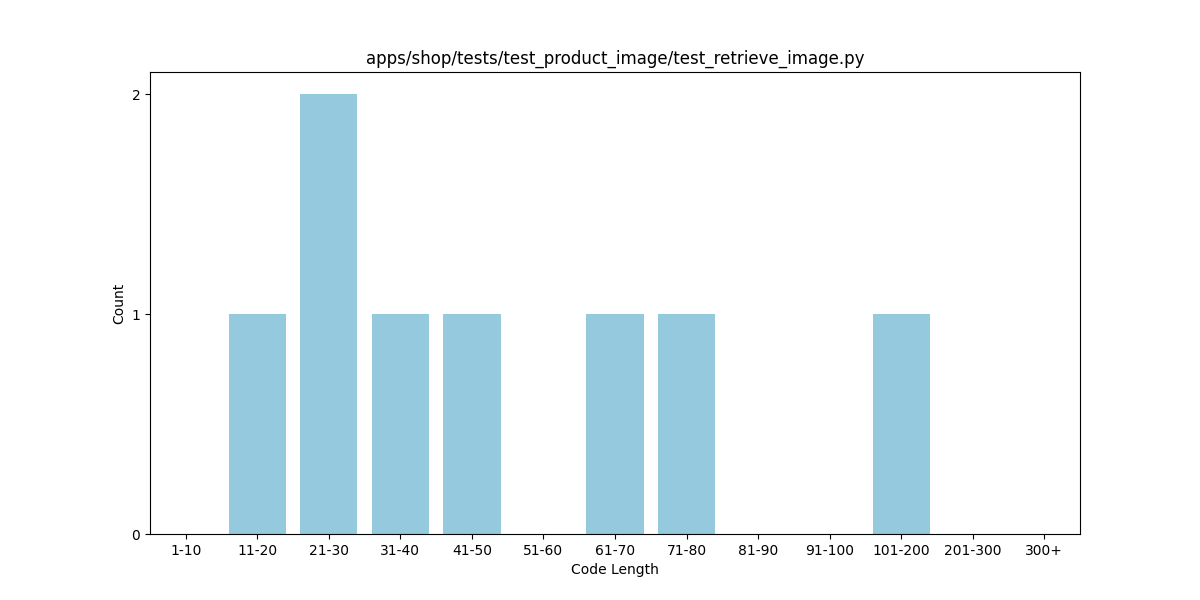 apps/shop/tests/test_product_image/test_retrieve_image.py
2
1
0
Count
1-10 11-20 21-30 31-40 41-50 51-60 61-70 71-80 81-90 91-100 101-200 201-300 300+
Code Length